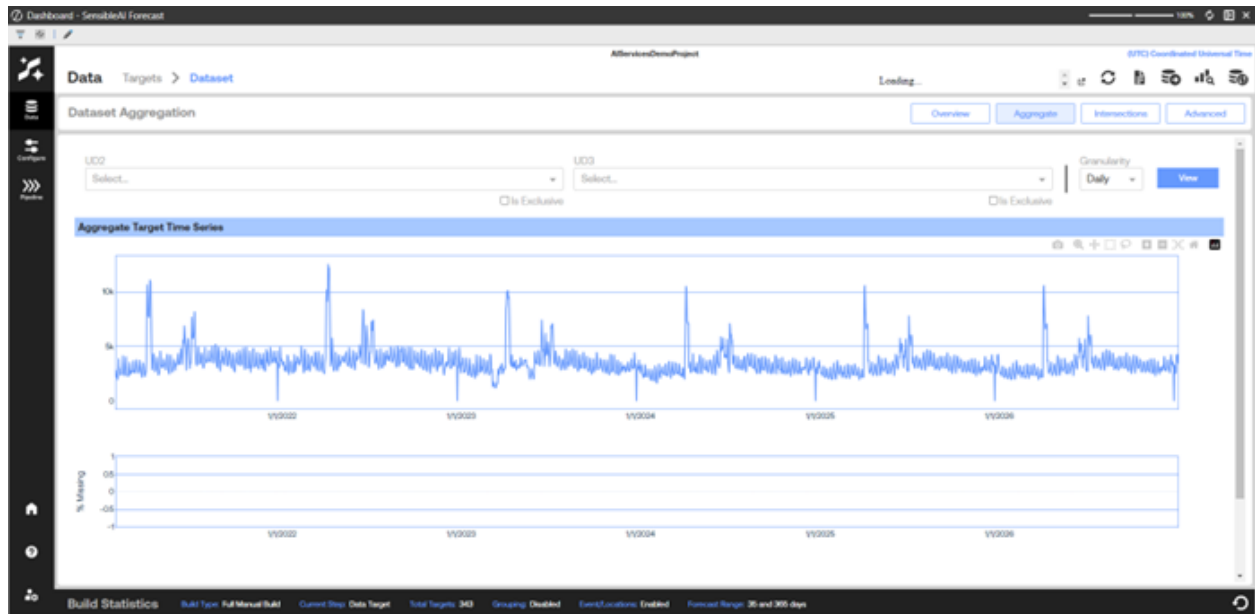 Dashboard - SensibleAI Forecast
100%
AIServicesDemoProject
(UTC) Coordinated Universal Time
Data Targets > Dataset
Loading...
Data
Configure
Pipeline
Dataset Aggregation
Overview Aggregate Intersections Advanced
UD2 UD3 Granularity
Select... Select... Daily View
Is Exclusive Is Exclusive
Aggregate Target Time Series
10k
5k
0
1/1/2022 1/1/2023 1/1/2024 1/1/2025 1/1/2026
% Missing
1
0.5
0
-0.5
-1
1/1/2022 1/1/2023 1/1/2024 1/1/2025 1/1/2026
Build Statistics Build Type: Full Manual Build Current Step: Data Target Total Targets: 343 Grouping: Disabled Event/Locations: Enabled Forecast Range: 35 and 365 days